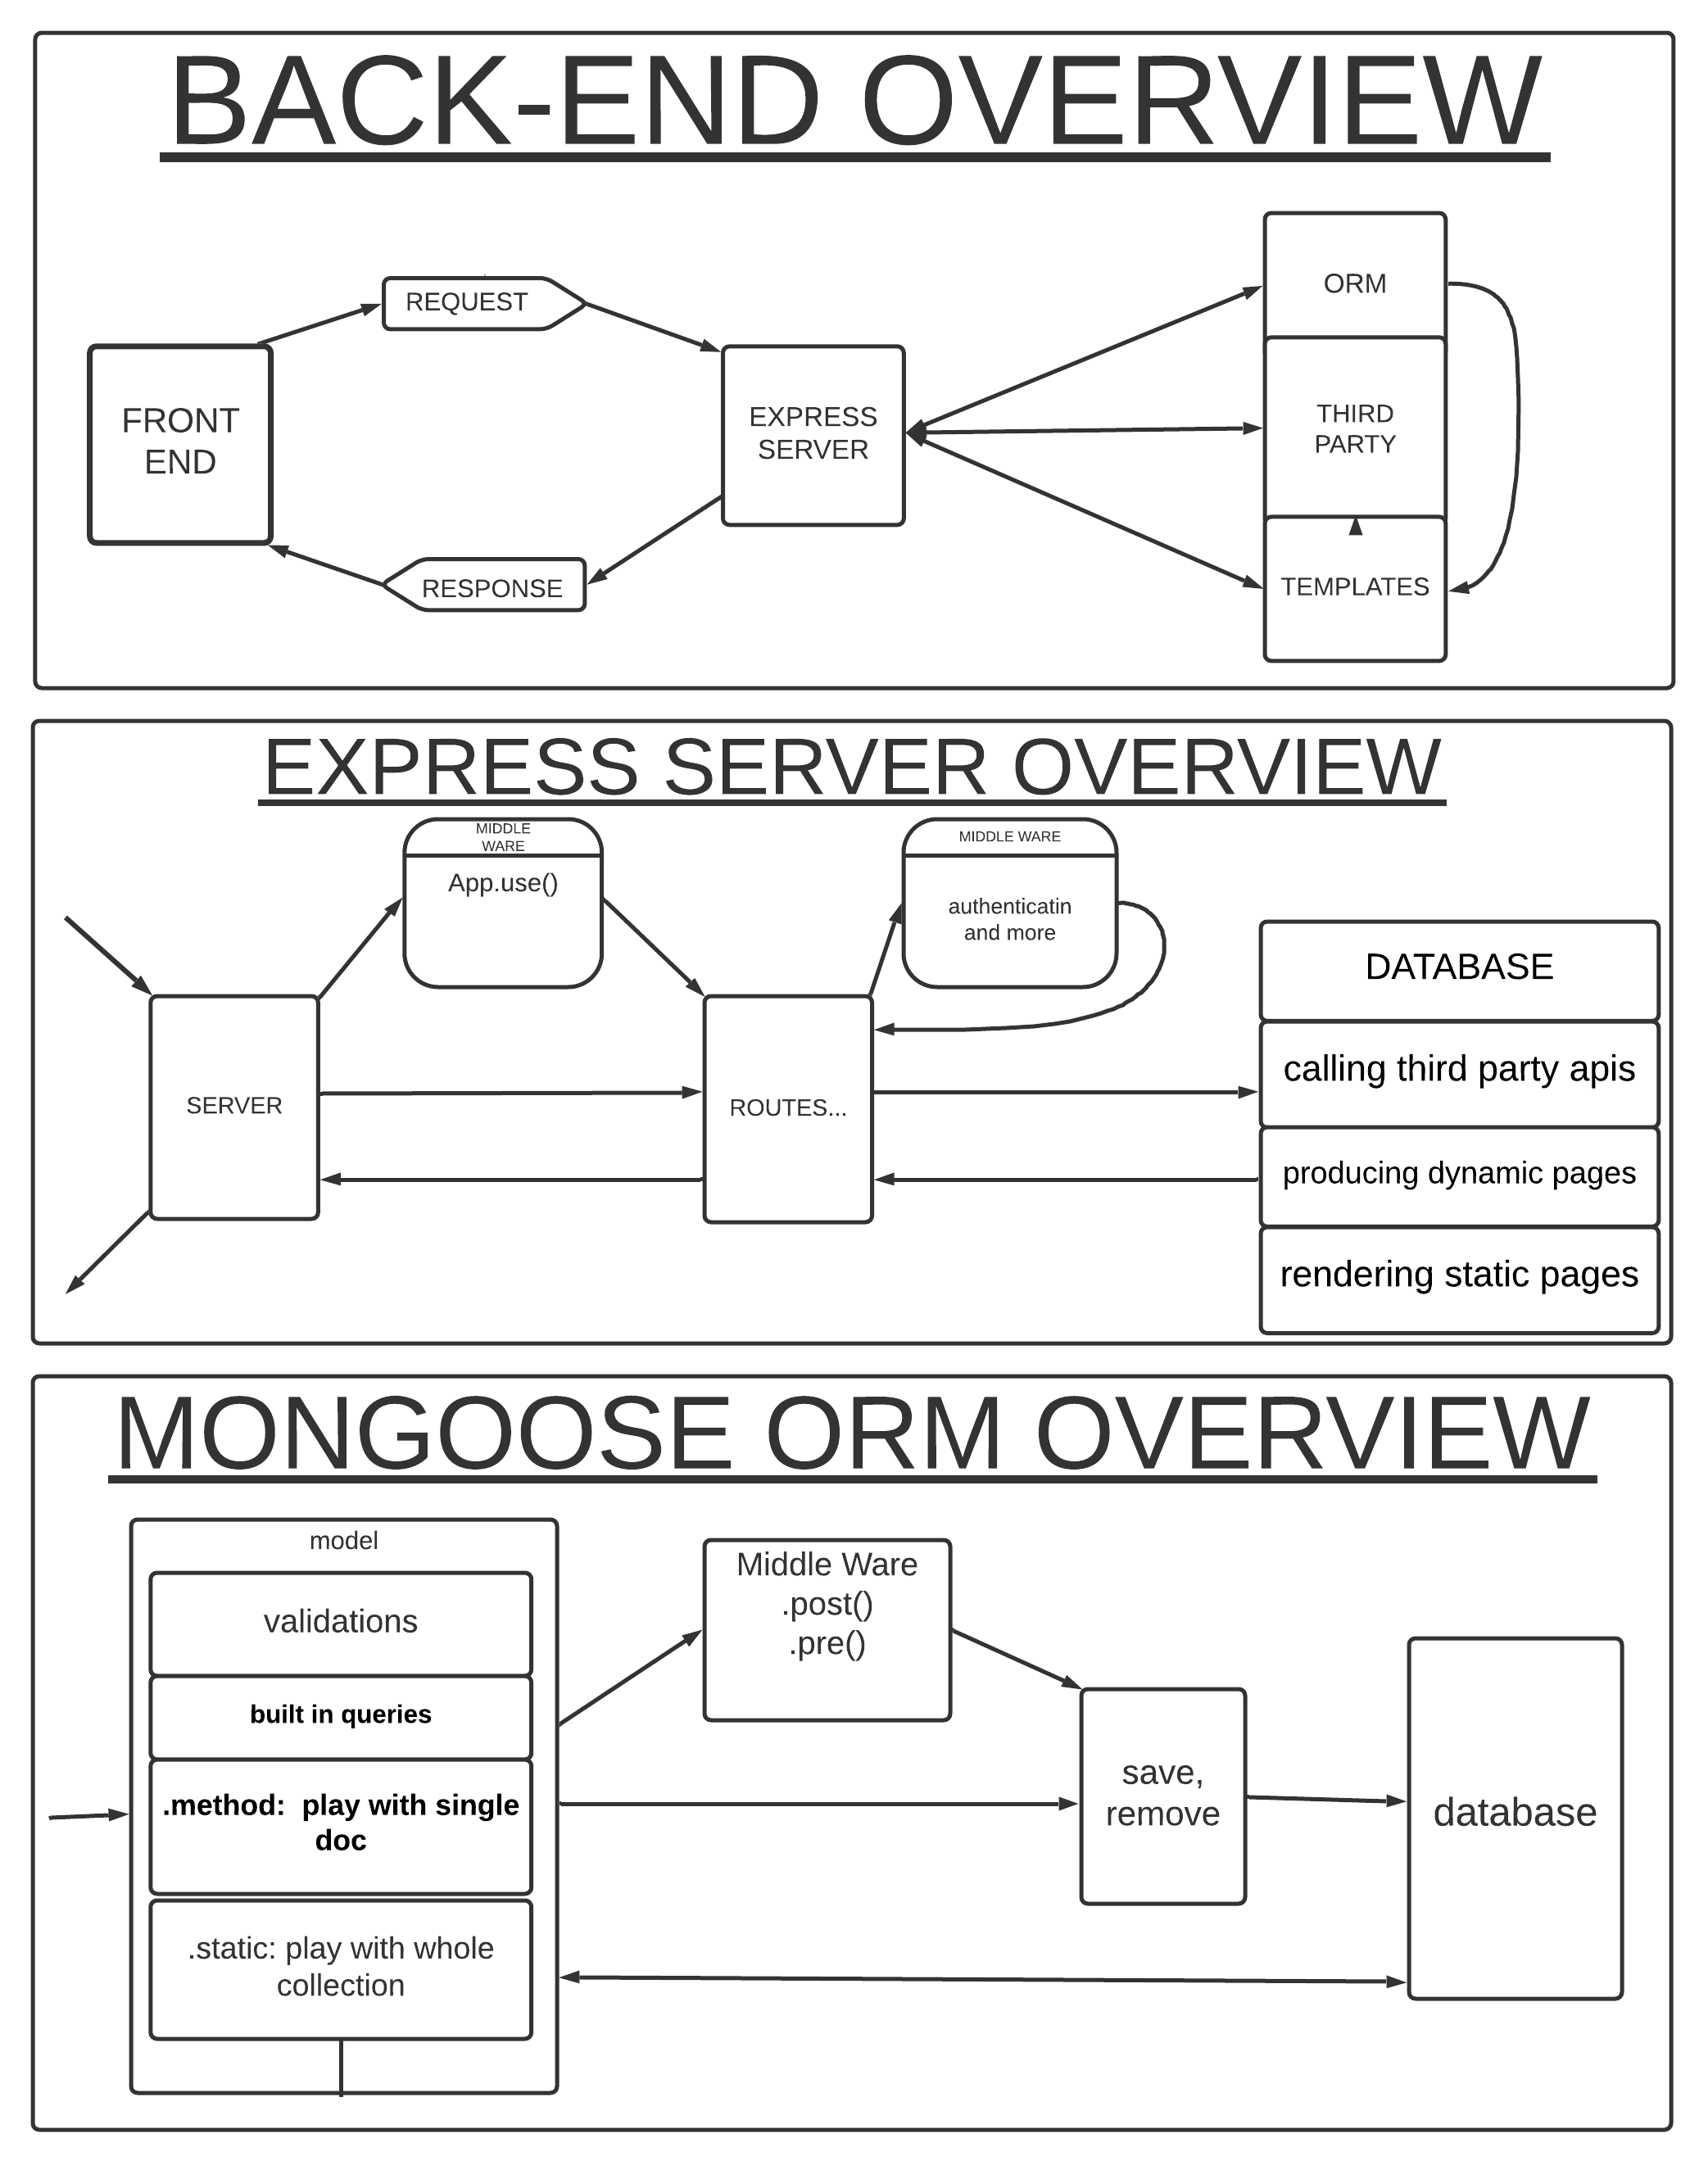 BACK-END OVERVIEW
REQUEST
FRONT
END
EXPRESS
SERVER
RESPONSE
ORM
THIRD
PARTY
TEMPLATES
EXPRESS SERVER OVERVIEW
MIDDLE
WARE
App.use()
MIDDLE WARE
authenticatin
and more
SERVER
ROUTES...
DATABASE
calling third party apis
producing dynamic pages
rendering static pages
MONGOOSE ORM OVERVIEW
model
validations
built in queries
.method:  play with single
doc
.static: play with whole
collection
Middle Ware
.post()
.pre()
save,
remove
database